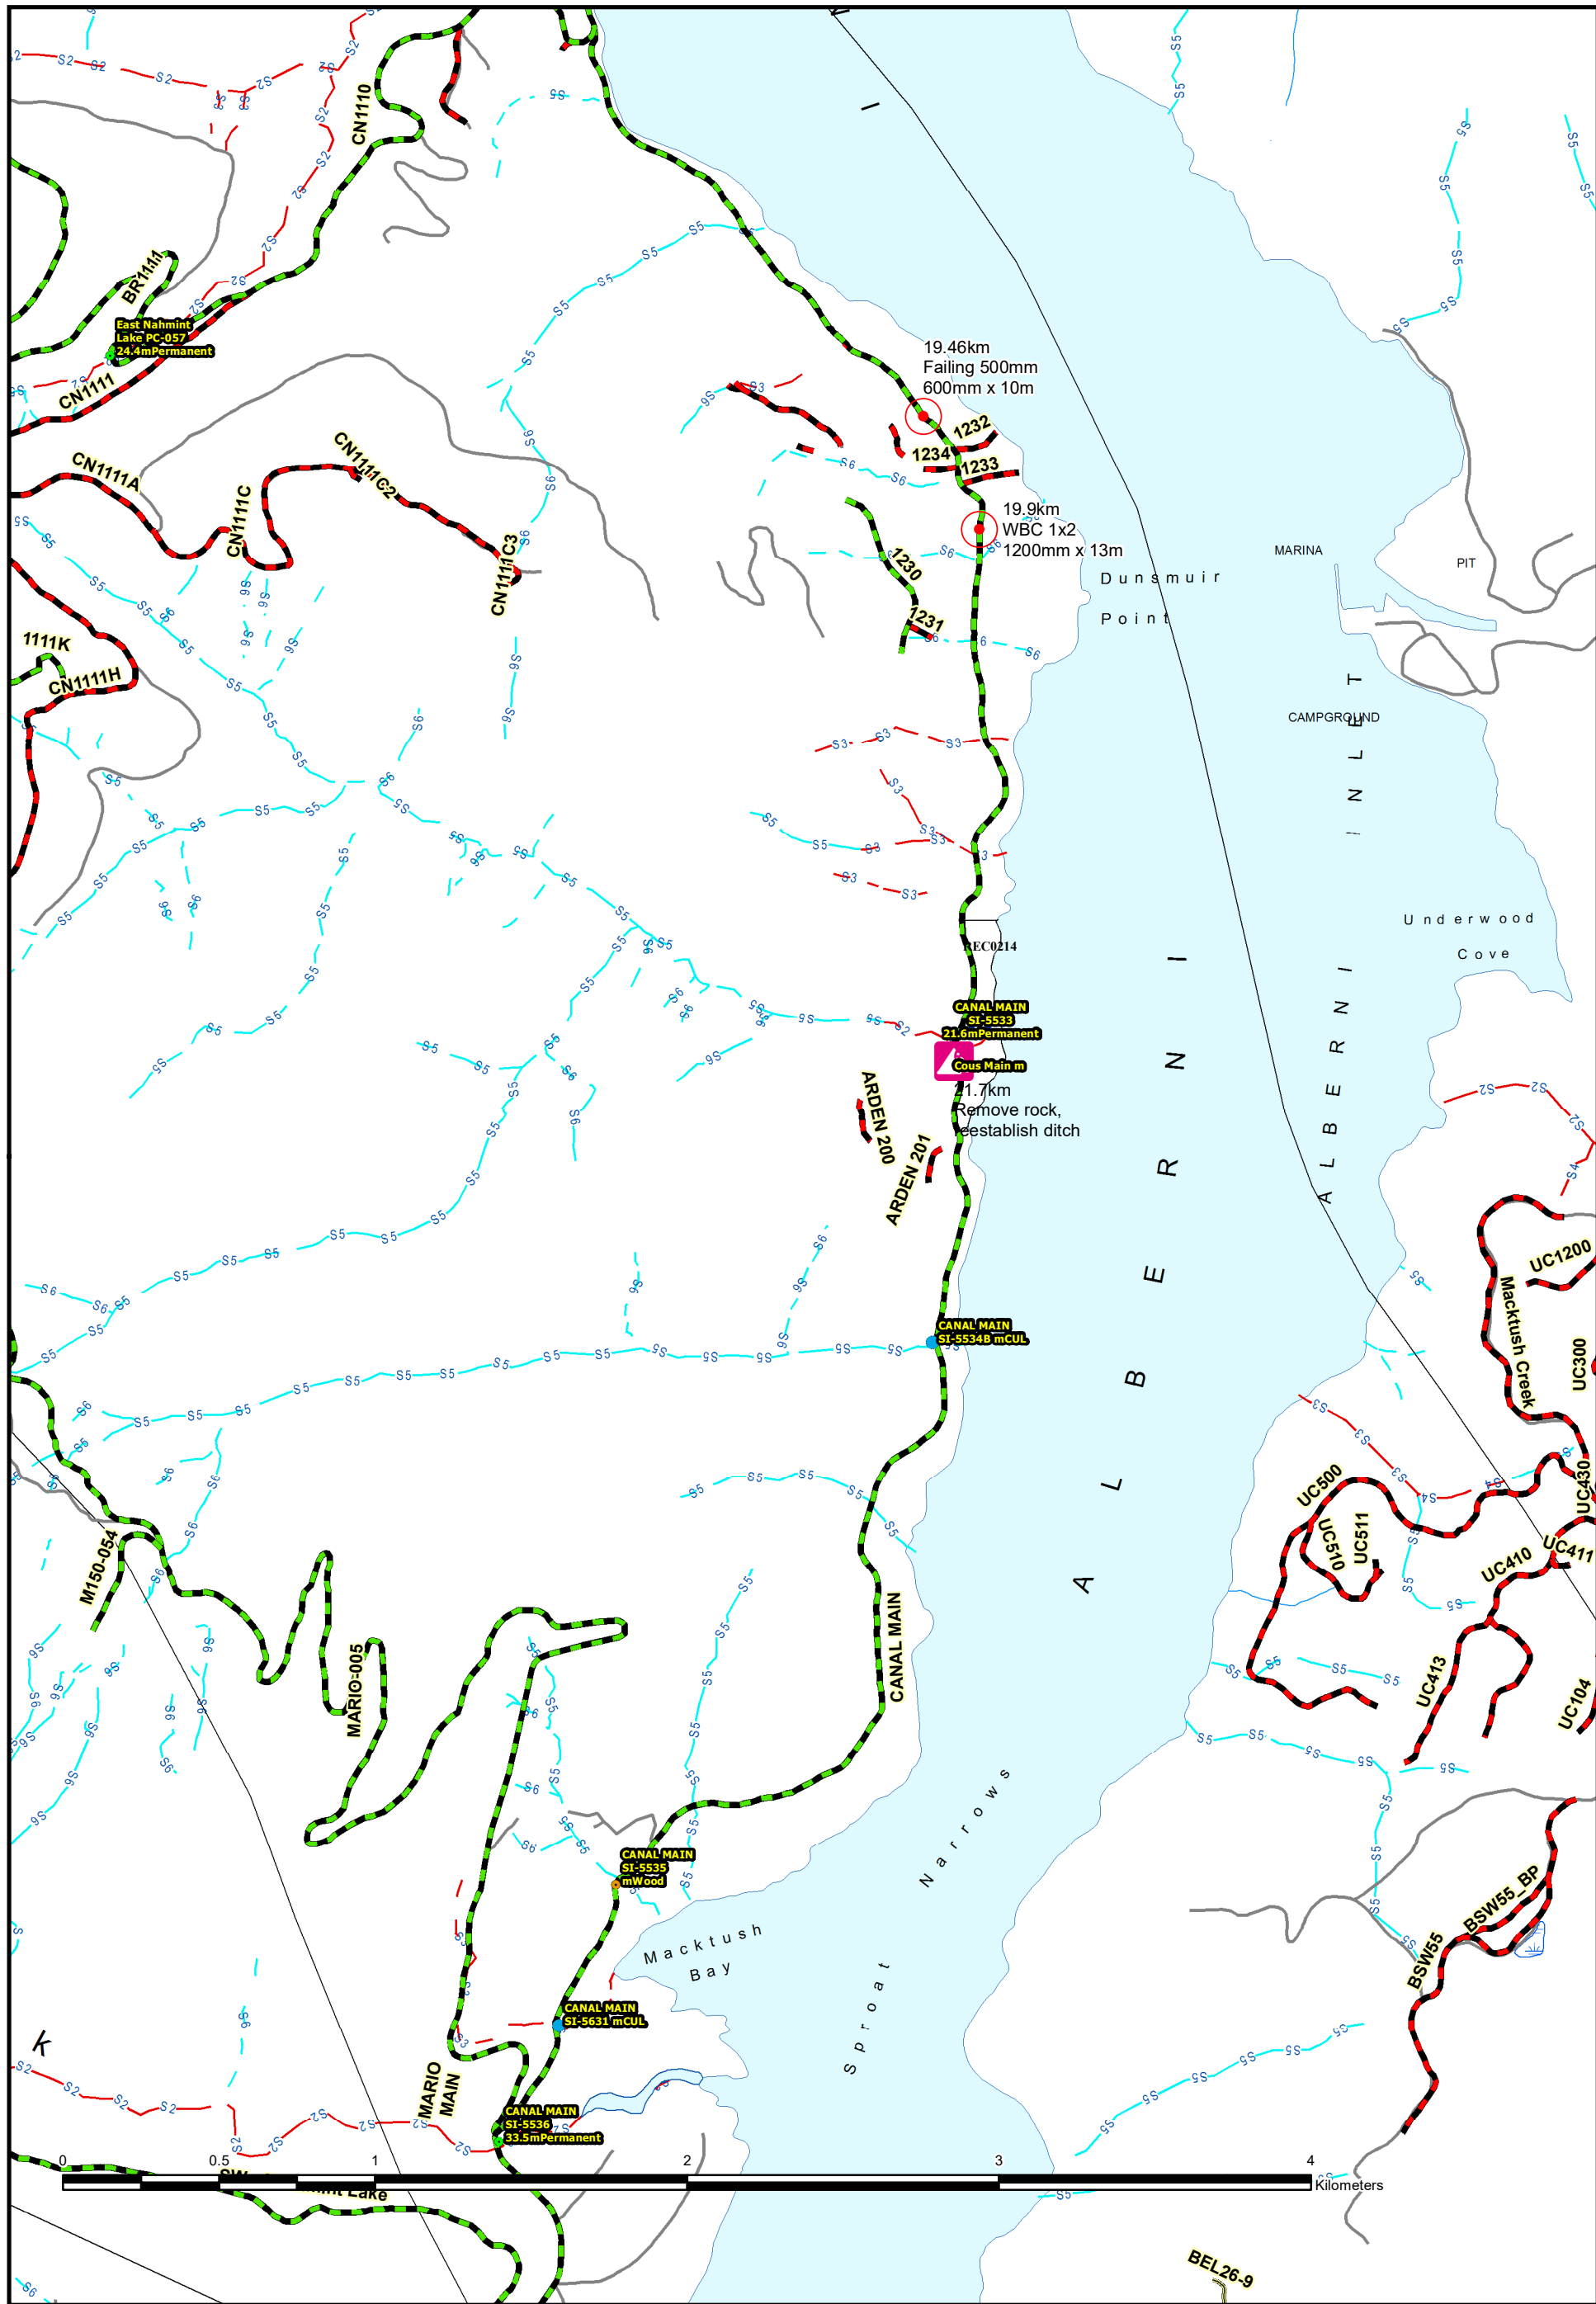 CN1110
BR1111
East Nahmint
Lake PC-057
24.4mPermanent
CN1111
19.46km
Failing 500mm
600mm x 10m
1232
1234
1233
CN1111A
CN1111C
CN1111C2
CN1111C3
19.9km
WBC 1x2
1200mm x 13m
MARINA
PIT
Dunsmuir
Point
1230
1231
1111K
CN1111H
CAMPGROUND
ALBERNI INLET
Underwood
Cove
REC0214
CANAL MAIN
SI-5533
21.6mPermanent
Cous Main m
21.7km
Remove rock,
reestablish ditch
ARDEN 200
ARDEN 201
ALBERNI
UC1200
Macktush Creek
UC300
CANAL MAIN
SI-5534B mCUL
UC430
UC500
UC510
UC511
UC410
UC411
UC413
UC104
M150-054
MARIO-005
CANAL MAIN
CANAL MAIN
SI-5535
mWood
Macktush
Bay
Sproat Narrows
BSW55_BP
BSW55
CANAL MAIN
SI-5631 mCUL
k
MARIO
MAIN
CANAL MAIN
SI-5536
33.5mPermanent
0 0.5 1 2 3 4
Kilometers
Lake
BEL26-9
S2
S3
S4
S5
S6